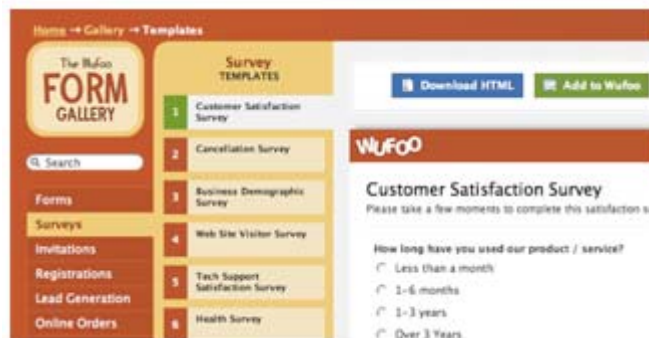 Home → Gallery → Templates
The Wufoo
FORM
GALLERY
Search
Forms
Surveys
Invitations
Registrations
Lead Generation
Online Orders
Survey
TEMPLATES
1 Customer Satisfaction
Survey
2 Cancellation Survey
3 Business Demographic
Survey
4 Web Site Visitor Survey
5 Tech Support
Satisfaction Survey
6 Health Survey
Download HTML
Add to Wufoo
WUFOO
Customer Satisfaction Survey
Please take a few moments to complete this satisfaction s
How long have you used our product / service?
Less than a month
1-6 months
1-3 years
Over 3 Years